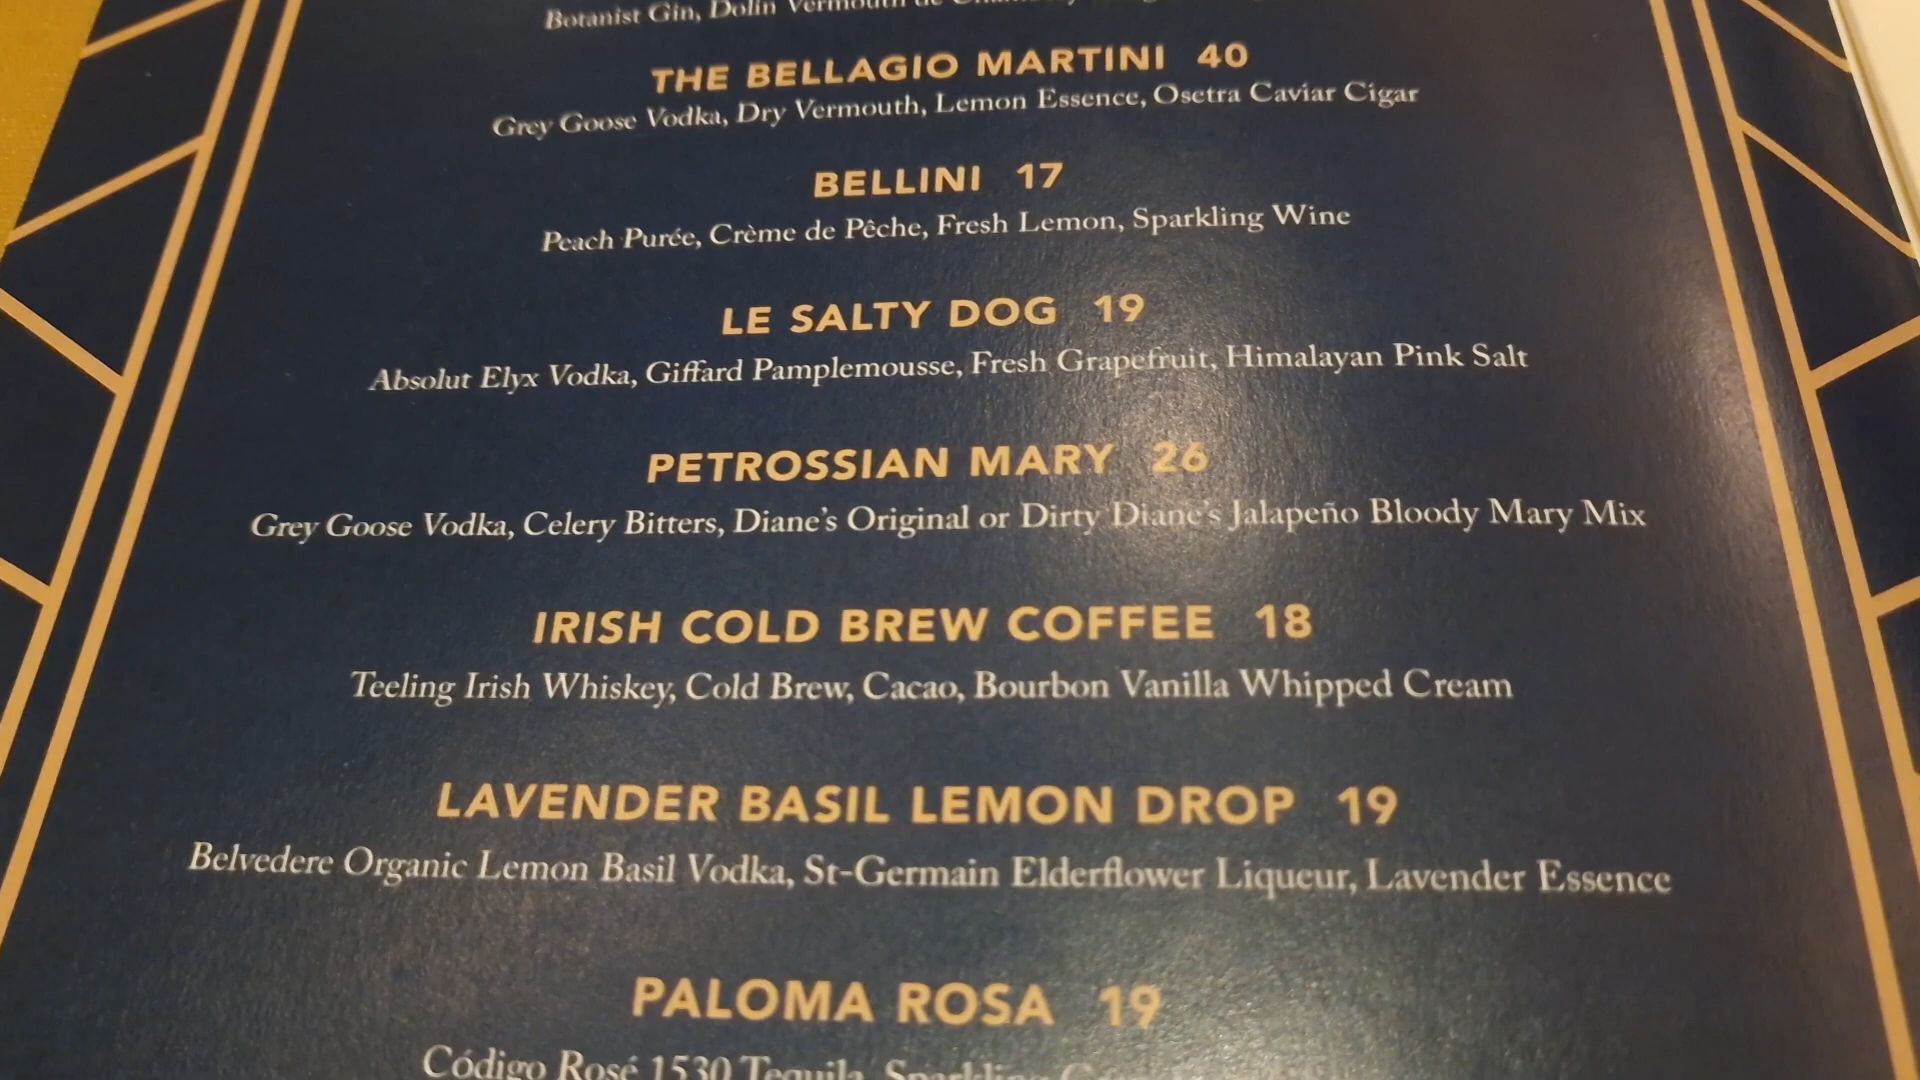 Botanist Gin, Dolin Vermouth de
THE BELLAGIO MARTINI 40
Grey Goose Vodka, Dry Vermouth, Lemon Essence, Osetra Caviar Cigar
BELLINI 17
Peach Purée, Crème de Pêche, Fresh Lemon, Sparkling Wine
LE SALTY DOG 19
Absolut Elyx Vodka, Giffard Pamplemousse, Fresh Grapefruit, Himalayan Pink Salt
PETROSSIAN MARY 26
Grey Goose Vodka, Celery Bitters, Diane's Original or Dirty Diane's Jalapeño Bloody Mary Mix
IRISH COLD BREW COFFEE 18
Teeling Irish Whiskey, Cold Brew, Cacao, Bourbon Vanilla Whipped Cream
LAVENDER BASIL LEMON DROP 19
Belvedere Organic Lemon Basil Vodka, St-Germain Elderflower Liqueur, Lavender Essence
PALOMA ROSA 19
Código Rosé 1530 Tequila, Sparkling